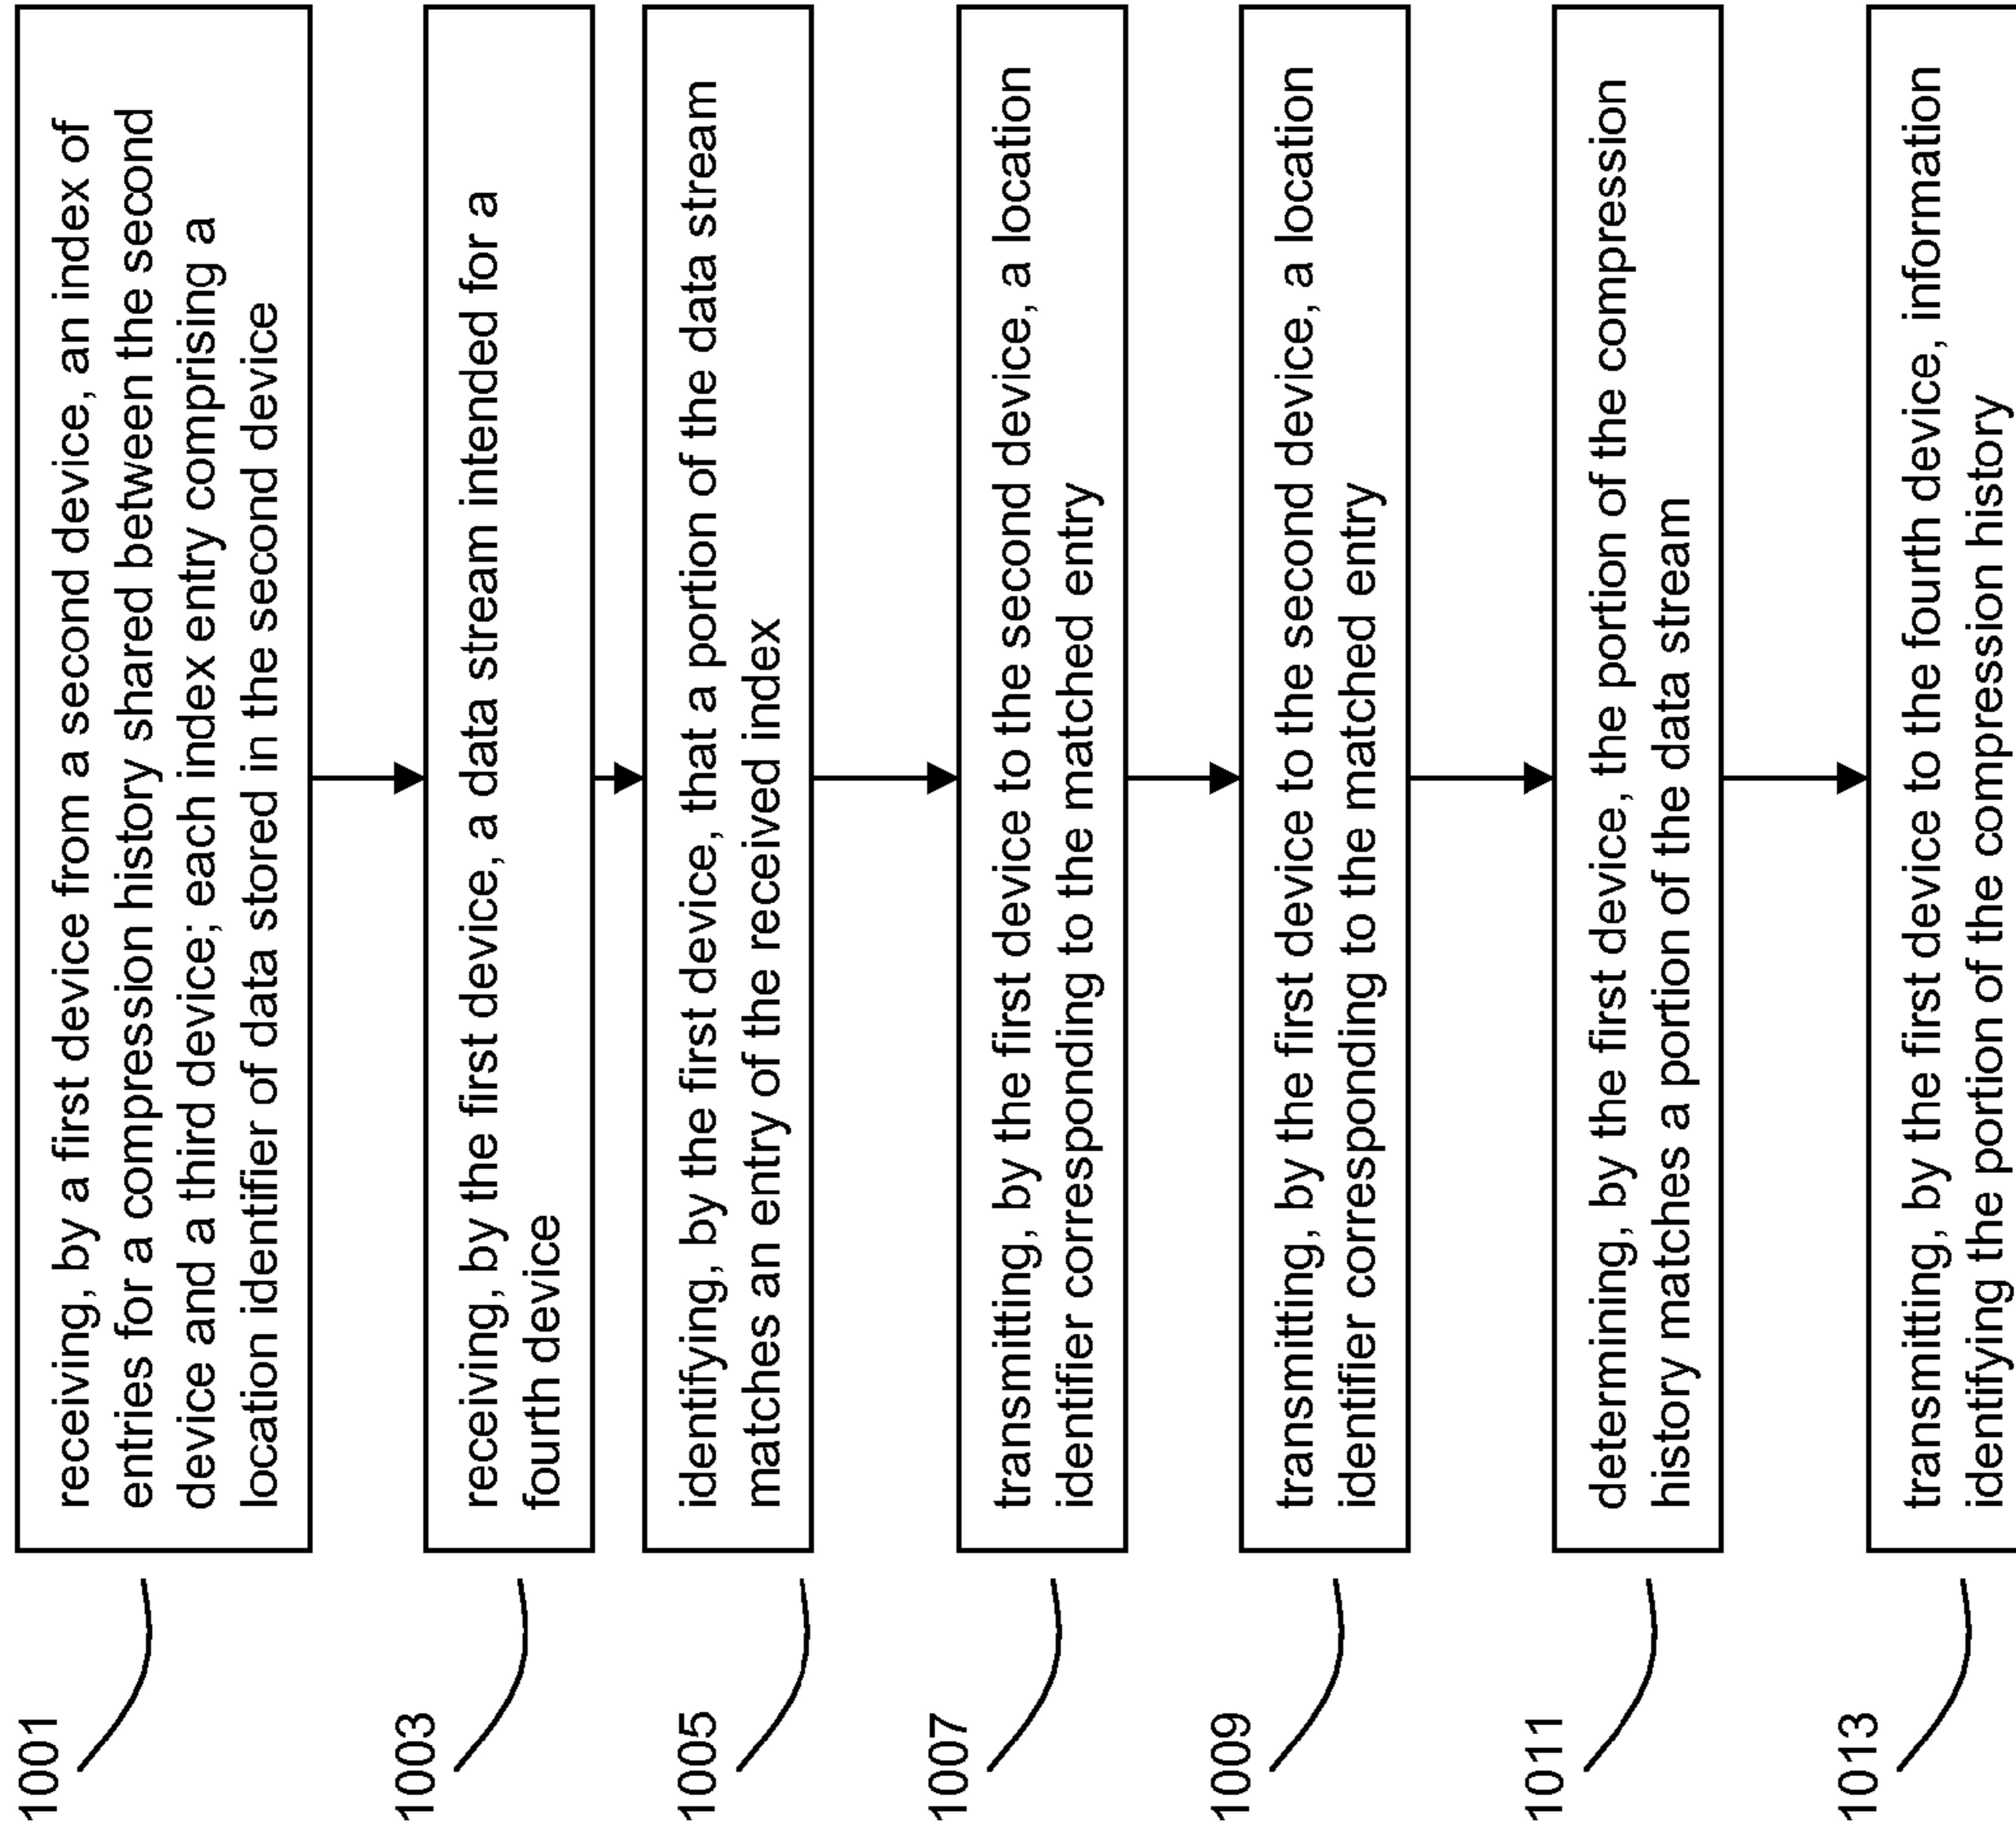 1001
receiving, by a first device from a second device, an index of
entries for a compression history shared between the second
device and a third device; each index entry comprising a
location identifier of data stored in the second device
1003
receiving, by the first device, a data stream intended for a
fourth device
1005
identifying, by the first device, that a portion of the data stream
matches an entry of the received index
1007
transmitting, by the first device to the second device, a location
identifier corresponding to the matched entry
1009
transmitting, by the first device to the second device, a location
identifier corresponding to the matched entry
1011
determining, by the first device, the portion of the compression
history matches a portion of the data stream
1013
transmitting, by the first device to the fourth device, information
identifying the portion of the compression history